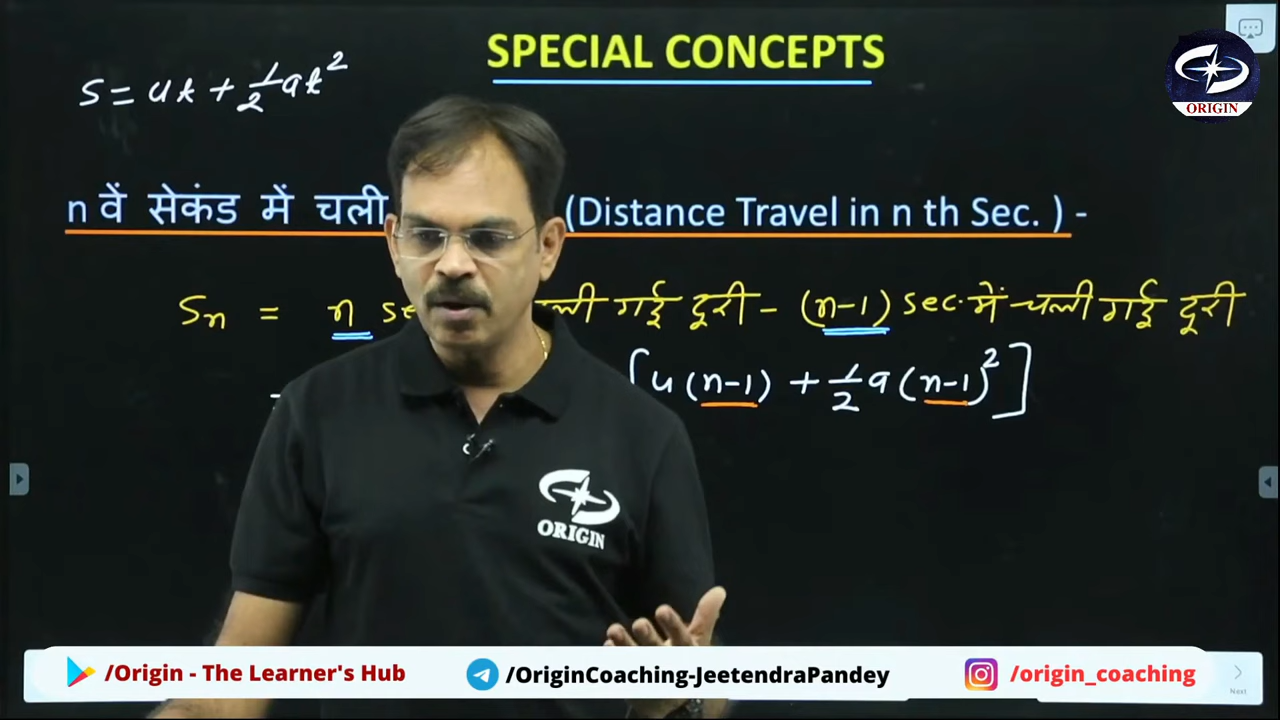 SPECIAL CONCEPTS
S = ut + 1/2 at²
ORIGIN
n वें सेकंड में चली (Distance Travel in n th Sec. ) -
Sn = n गई दूरी - (n-1) sec. में चली गई दूरी
[u(n-1) + 1/2 a(n-1)²]
ORIGIN
/Origin - The Learner's Hub
/OriginCoaching-JeetendraPandey
/origin_coaching
Next